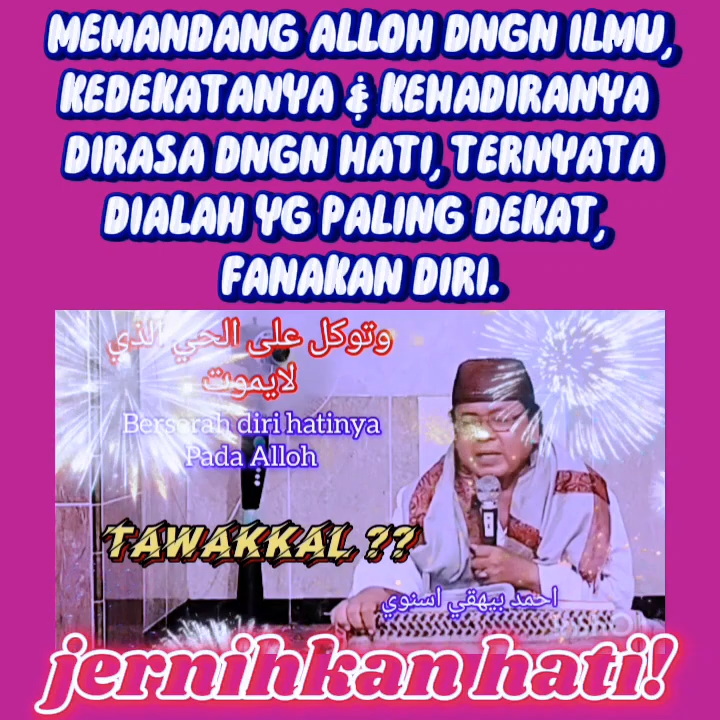 MEMANDANG ALLOH DNGN ILMU,
KEDEKATANYA & KEHADIRANYA
DIRASA DNGN HATI, TERNYATA
DIALAH YG PALING DEKAT,
FANAKAN DIRI.
وتوكل على الحي الذي
لايموت
Berserah diri hatinya
Pada Alloh
TAWAKKAL ??
احمد بيهقي اسنوي
jernihkan hati!